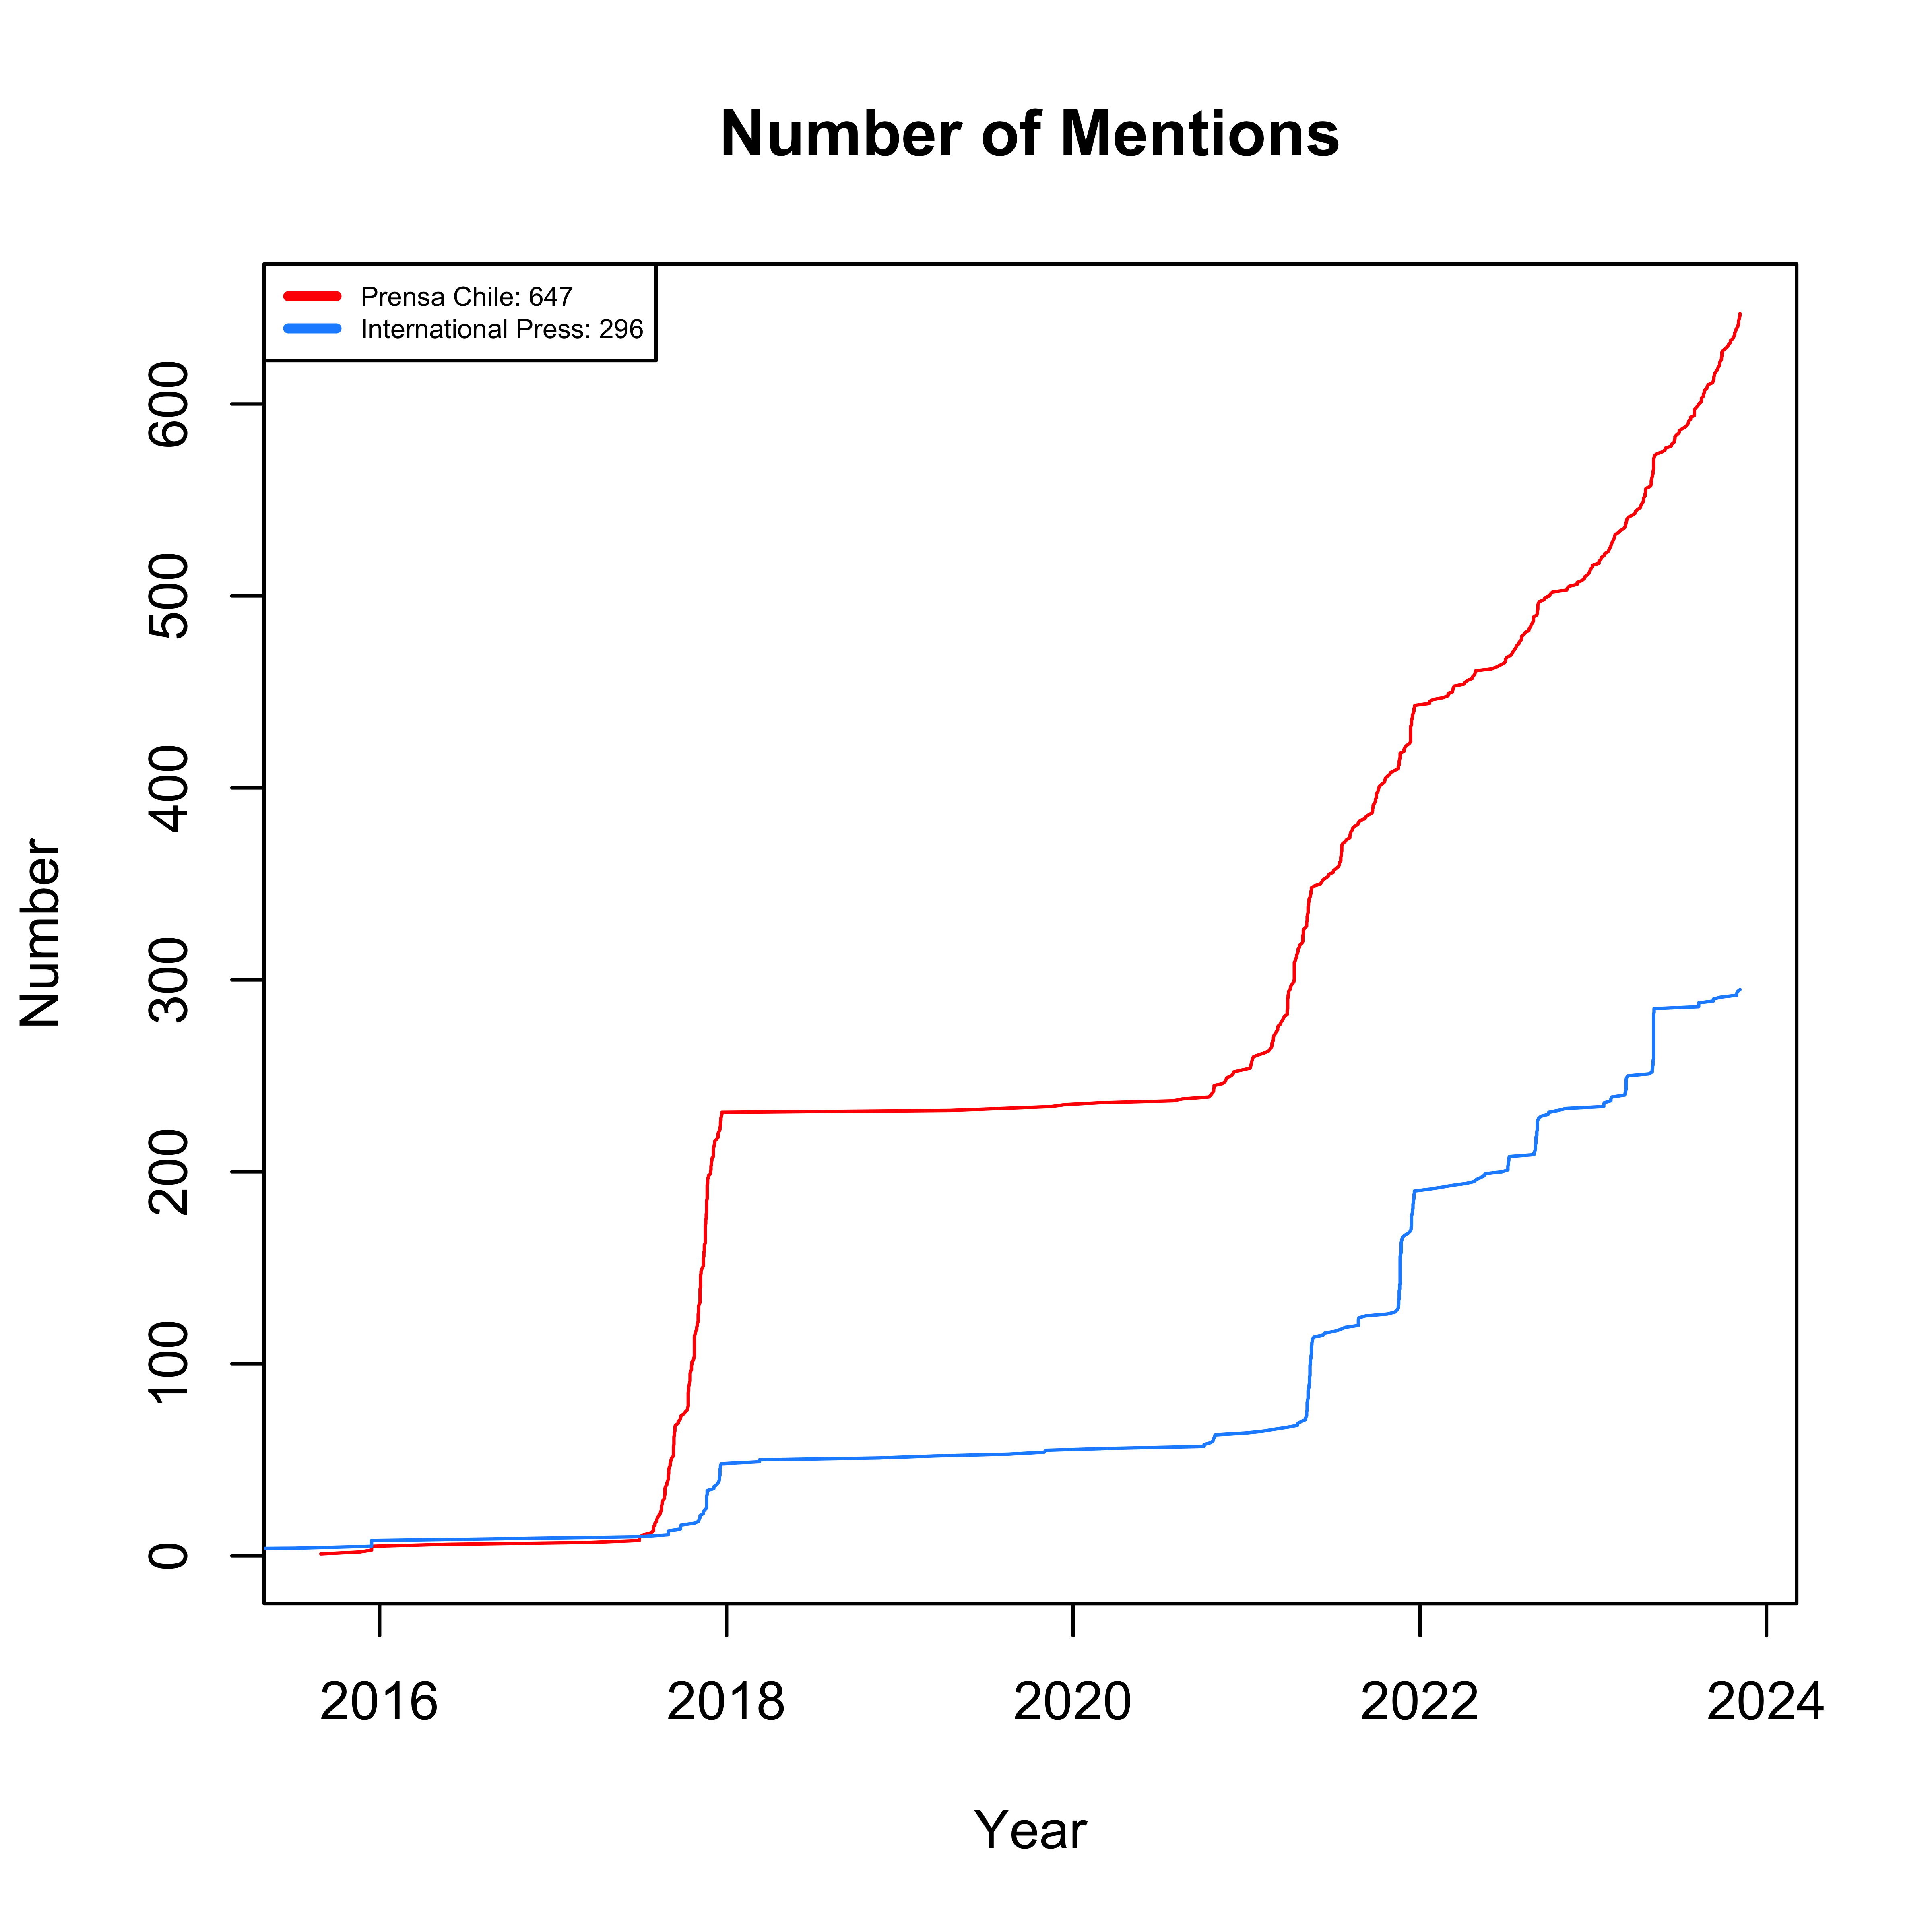 Number of Mentions
Prensa Chile: 647
International Press: 296
Number
600
500
400
300
200
100
0
2016 2018 2020 2022 2024
Year